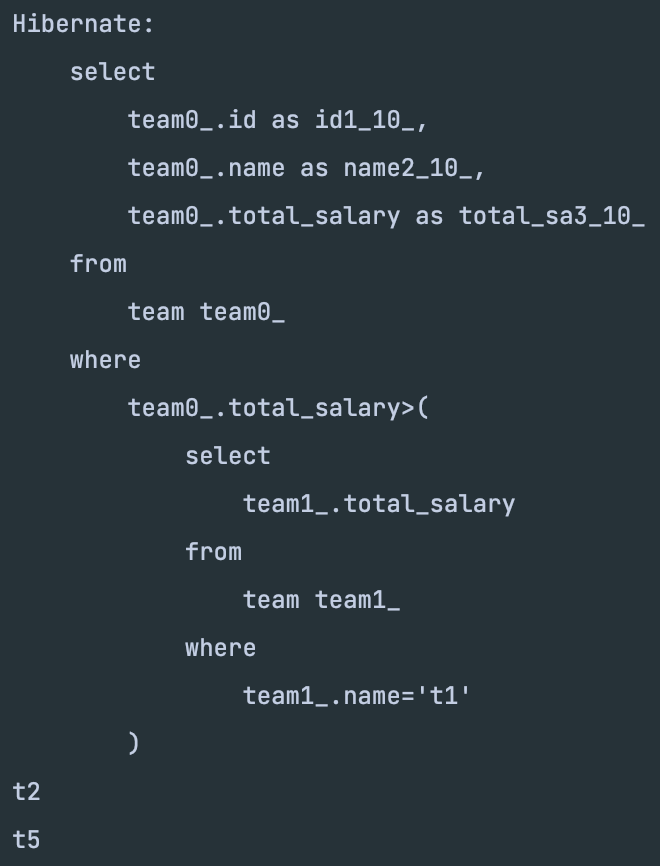 Hibernate:
    select
        team0_.id as id1_10_,
        team0_.name as name2_10_,
        team0_.total_salary as total_sa3_10_
    from
        team team0_
    where
        team0_.total_salary>(
            select
                team1_.total_salary
            from
                team team1_
            where
                team1_.name='t1'
        )
t2
t5